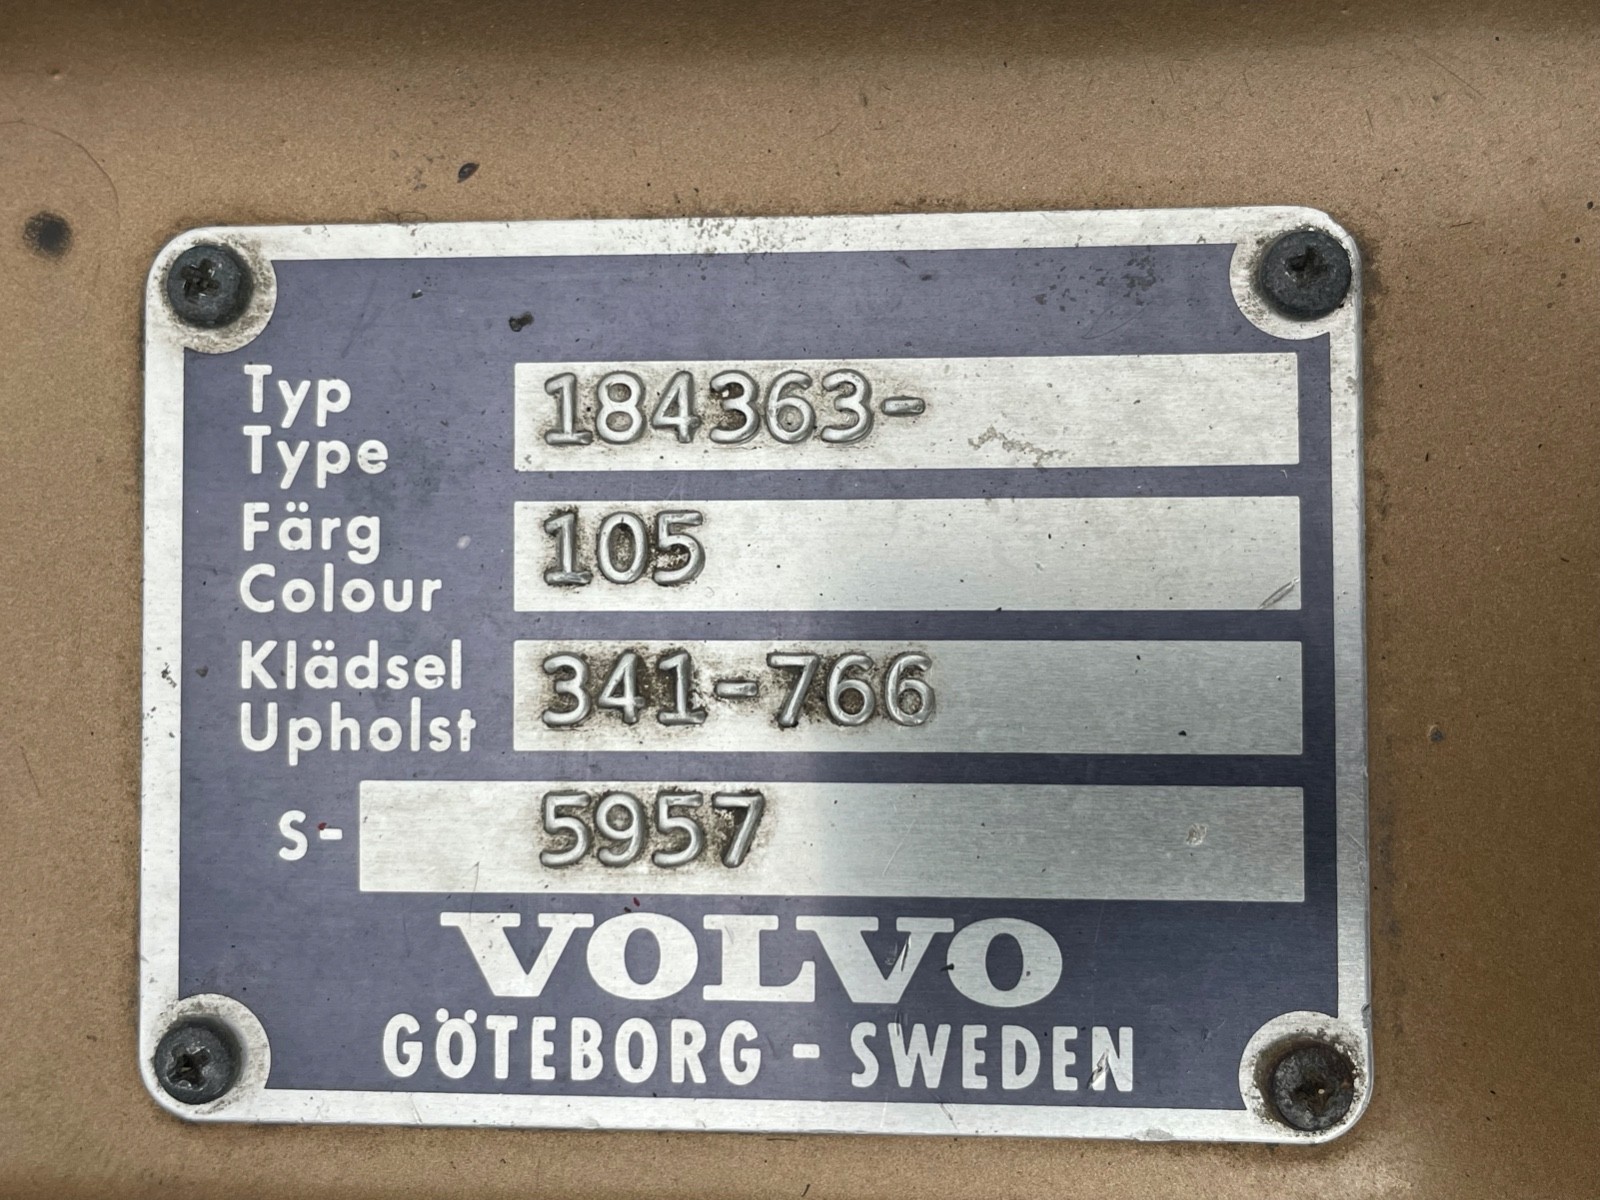 Typ
Type
184363-
Färg
Colour
105
Klädsel
Upholst
341-766
S- 5957
VOLVO
GÖTEBORG - SWEDEN